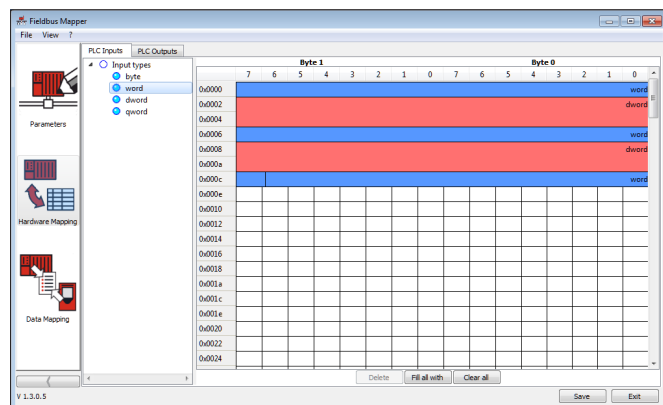 Fieldbus Mapper
File View ?
PLC Inputs PLC Outputs
Input types
byte
word
dword
qword
Parameters
Hardware Mapping
Data Mapping
Byte 1 Byte 0
7 6 5 4 3 2 1 0 7 6 5 4 3 2 1 0
0x0000 word
0x0002 dword
0x0004
0x0006 word
0x0008 dword
0x000a
0x000c word
0x000e
0x0010
0x0012
0x0014
0x0016
0x0018
0x001a
0x001c
0x001e
0x0020
0x0022
0x0024
Delete Fill all with Clear all
V 1.3.0.5 Save Exit